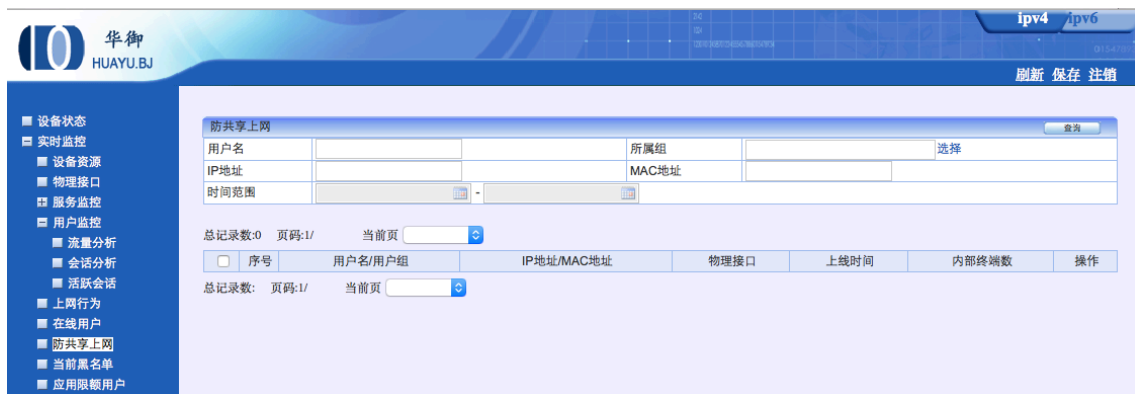 ipv4 ipv6
华御
HUAYU.BJ
刷新 保存 注销
设备状态
实时监控
设备资源
物理接口
服务监控
用户监控
流量分析
会话分析
活跃会话
上网行为
在线用户
防共享上网
当前黑名单
应用限额用户
防共享上网 查询
用户名 所属组 选择
IP地址 MAC地址
时间范围 -
总记录数:0 页码:1/ 当前页
序号 用户名/用户组 IP地址/MAC地址 物理接口 上线时间 内部终端数 操作
总记录数: 页码:1/ 当前页